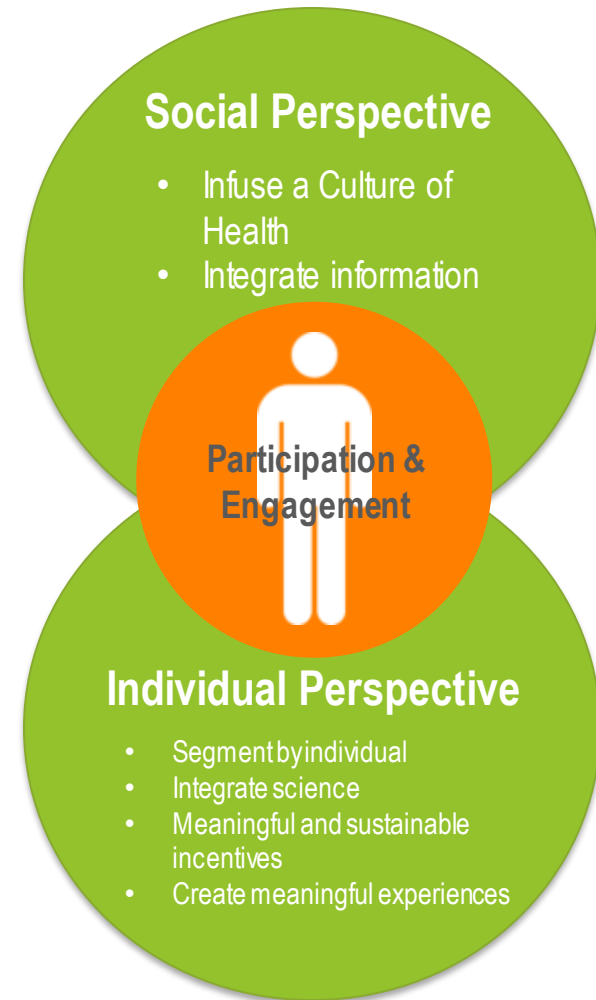 Social Perspective
• Infuse a Culture of
Health
• Integrate information
Participation &
Engagement
Individual Perspective
• Segment by individual
• Integrate science
• Meaningful and sustainable
incentives
• Create meaningful experiences